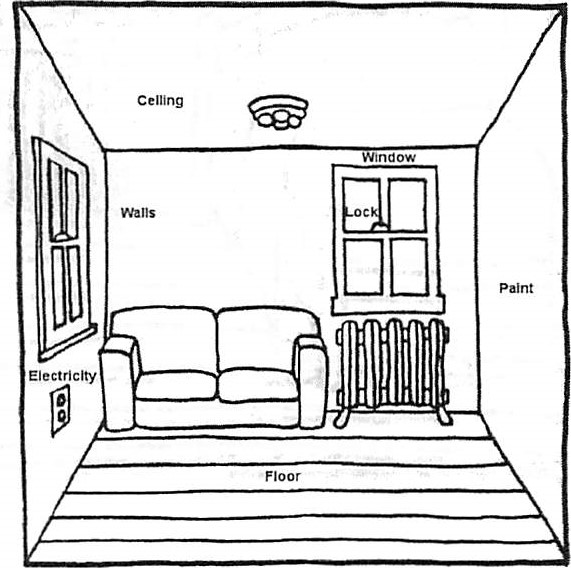 Ceiling
Window
Walls
Lock
Paint
Electricity
Floor